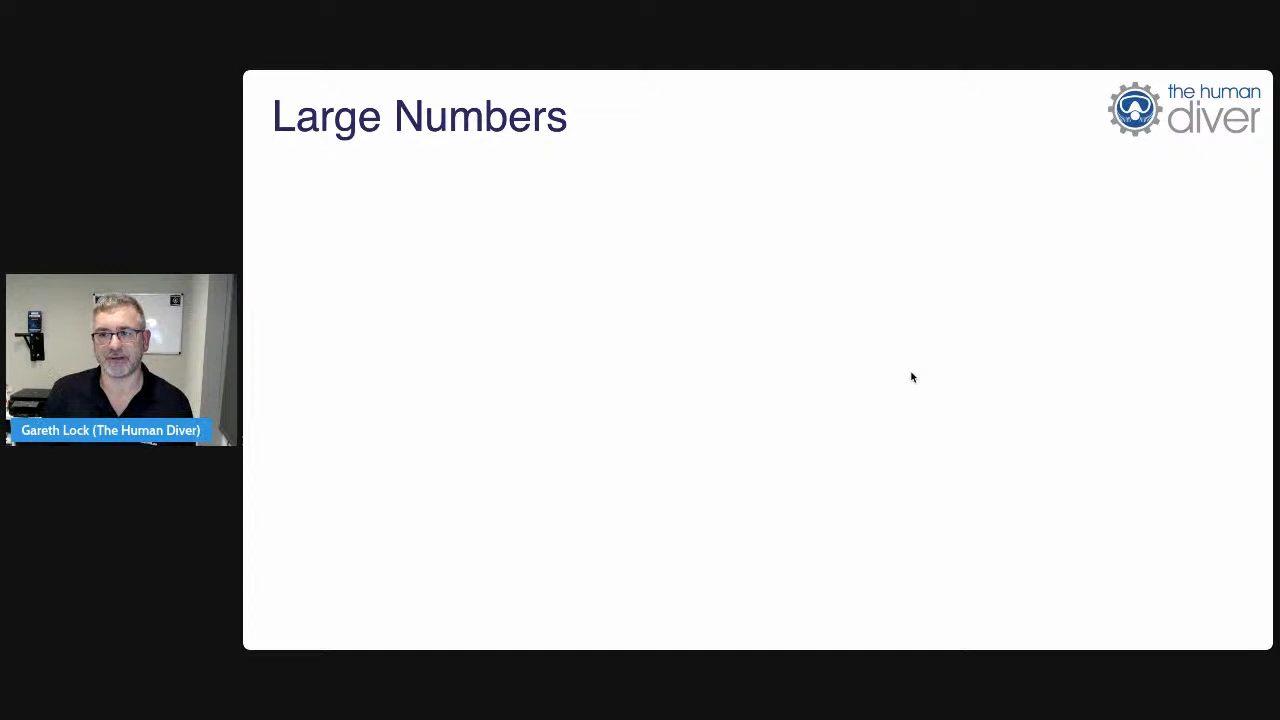 Large Numbers
the human
diver
Gareth Lock (The Human Diver)